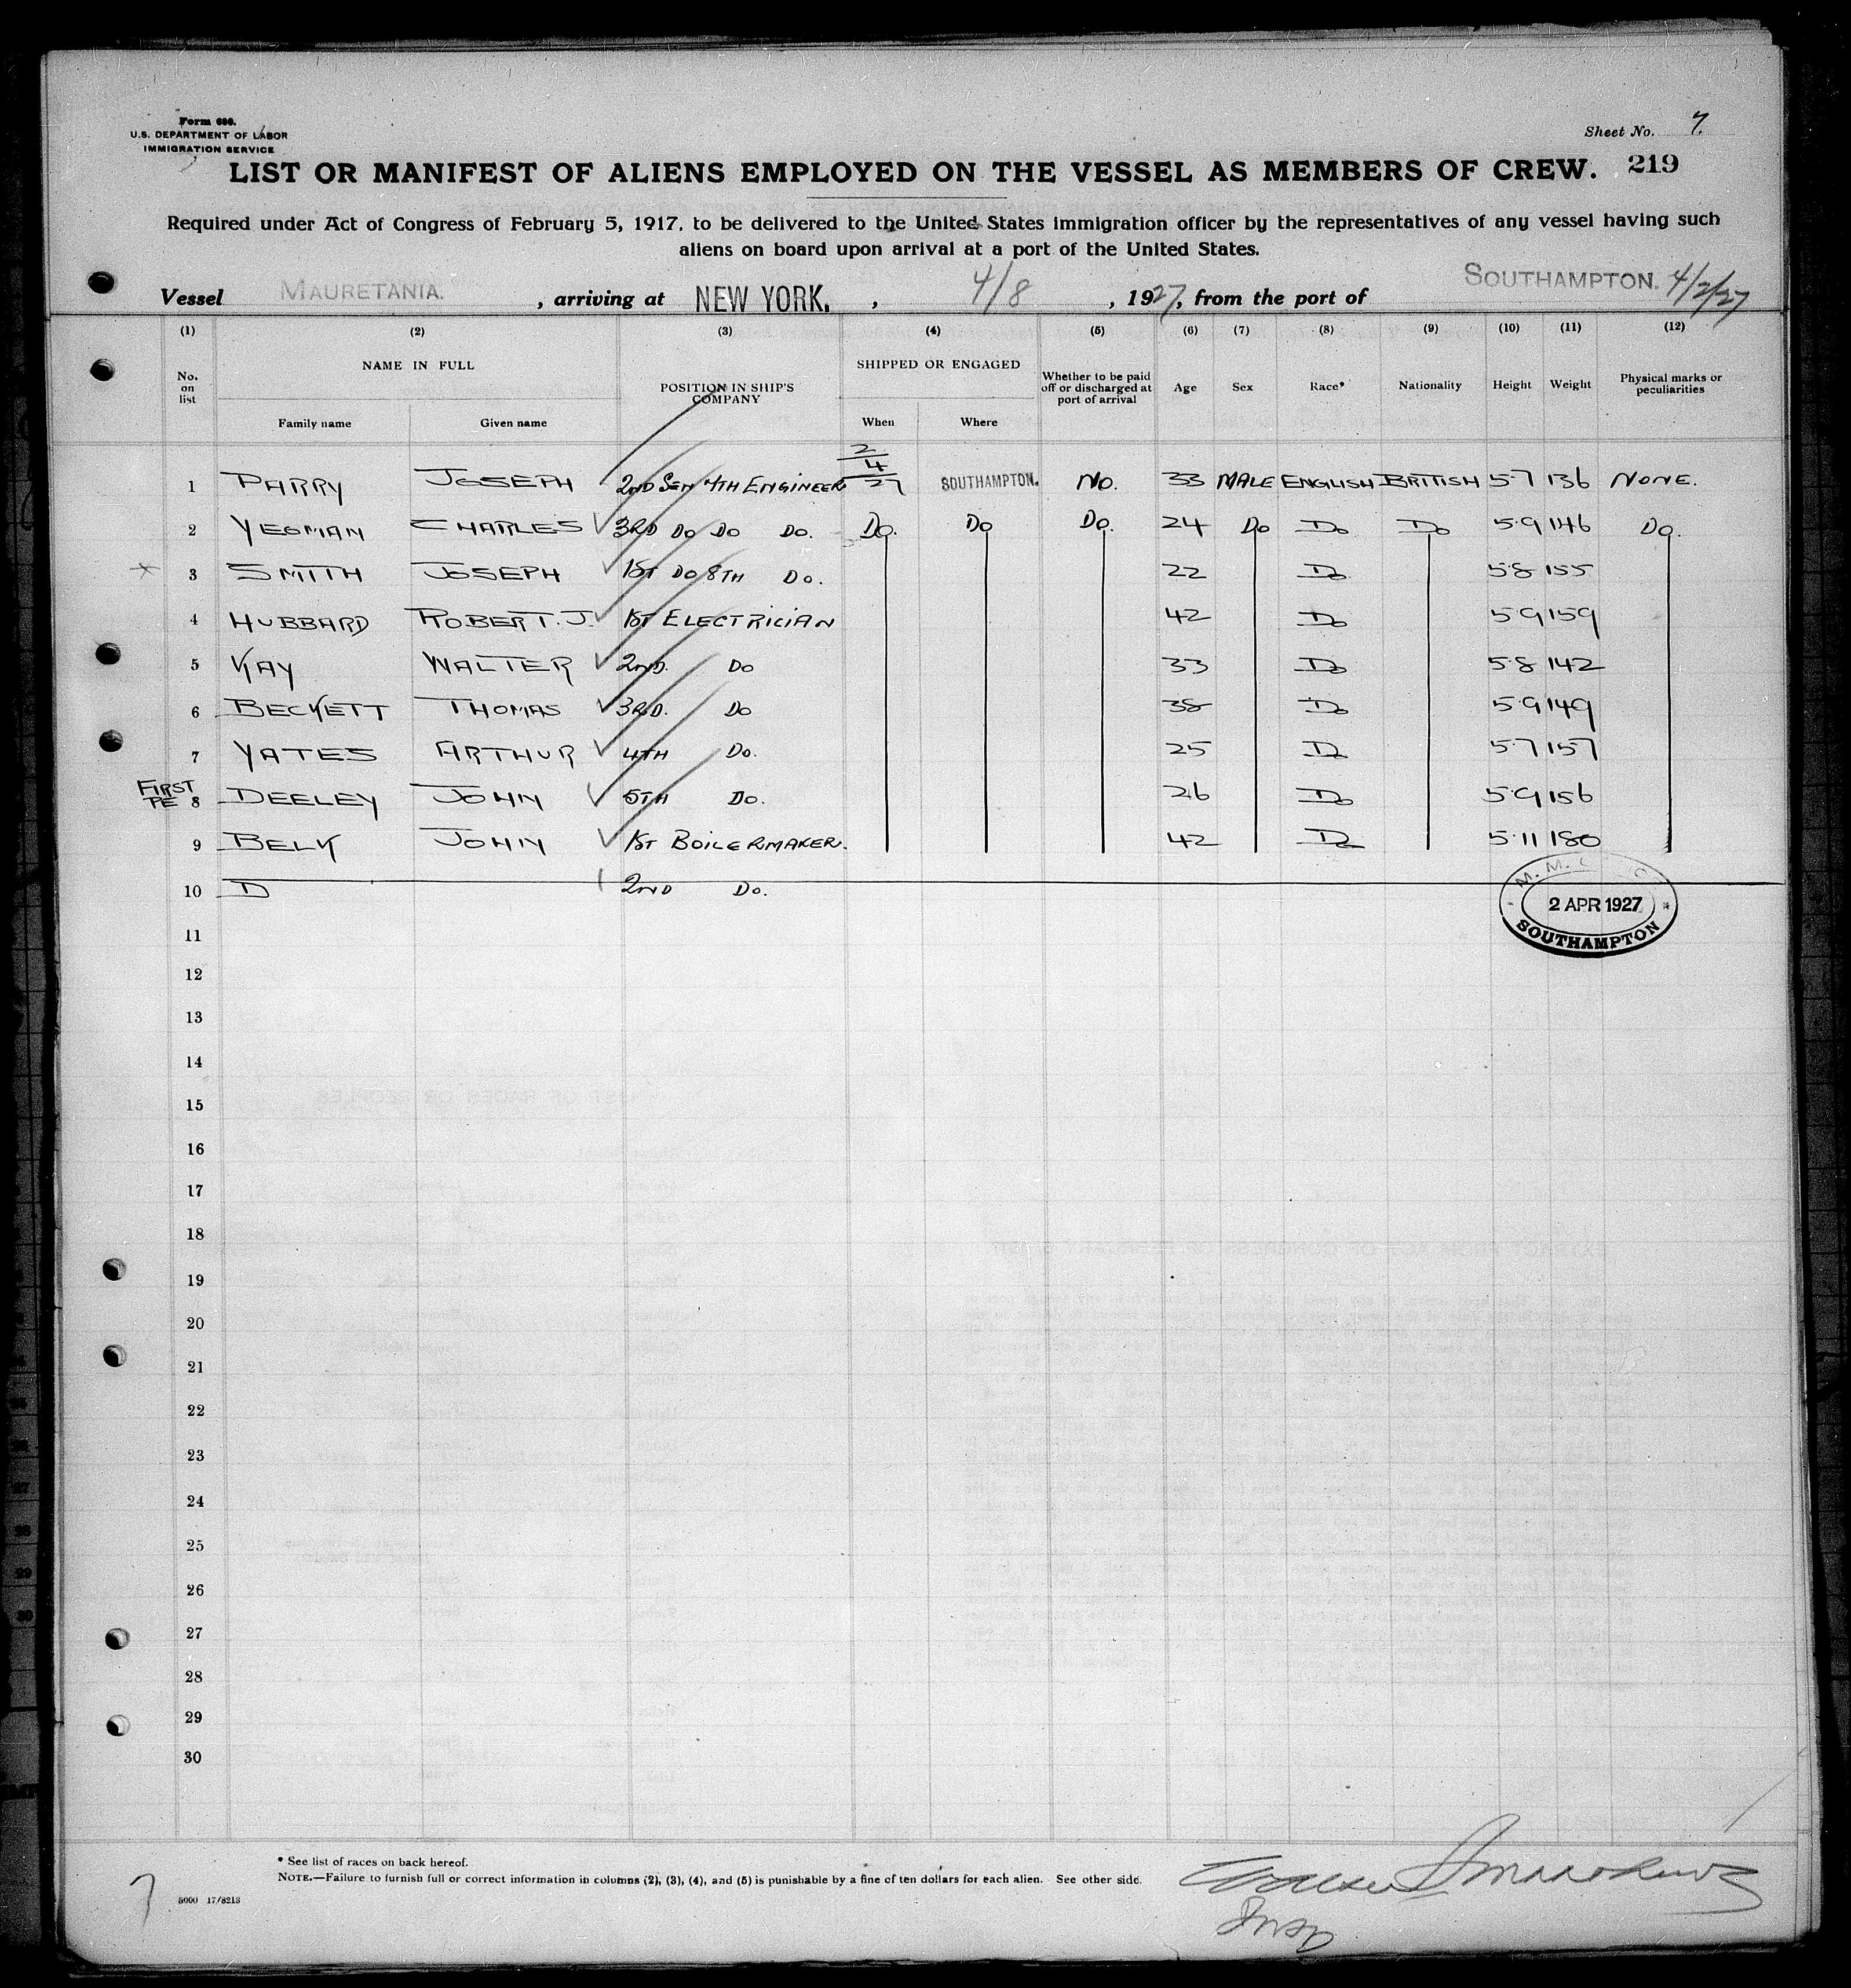 Form 680.
U.S. DEPARTMENT OF LABOR
IMMIGRATION SERVICE
Sheet No. 7.
LIST OR MANIFEST OF ALIENS EMPLOYED ON THE VESSEL AS MEMBERS OF CREW. 219
Required under Act of Congress of February 5, 1917, to be delivered to the United States immigration officer by the representatives of any vessel having such
aliens on board upon arrival at a port of the United States.
Vessel MAURETANIA. , arriving at NEW YORK. , 4/8 , 1927, from the port of SOUTHAMPTON. 4/2/27
(1) (2) (3) (4) (5) (6) (7) (8) (9) (10) (11) (12)
No. on list NAME IN FULL Family name Given name POSITION IN SHIP'S COMPANY SHIPPED OR ENGAGED When Where Whether to be paid off or discharged at port of arrival Age Sex Race* Nationality Height Weight Physical marks or peculiarities
1 PARRY JOSEPH 2ND SEN 4TH ENGINEER 2/4/27 SOUTHAMPTON. NO. 33 MALE ENGLISH BRITISH 5·7 136 NONE.
2 YEOMAN CHARLES 3RD DO DO DO. DO. DO DO. 24 DO DO DO 5·9 146 DO.
3 SMITH JOSEPH 1ST DO 8TH DO. 22 DO 5·8 155
4 HUBBARD ROBERT. J. 1ST ELECTRICIAN 42 DO 5·9 159
5 KAY WALTER 2ND. DO 33 DO 5·8 142
6 BECKETT THOMAS 3RD. DO 38 DO 5·9 149
7 YATES ARTHUR 4TH DO. 25 DO 5·7 157
FIRST PE 8 DEELEY JOHN 5TH DO. 26 DO 5·9 156
9 BELK JOHN 1ST BOILERMAKER. 42 DO 5·11 180
10 D 2ND DO.
2 APR 1927
SOUTHAMPTON
11
12
13
14
15
16
17
18
19
20
21
22
23
24
25
26
27
28
29
30
* See list of races on back hereof.
NOTE.—Failure to furnish full or correct information in columns (2), (3), (4), and (5) is punishable by a fine of ten dollars for each alien. See other side.
5000 17/8213
7